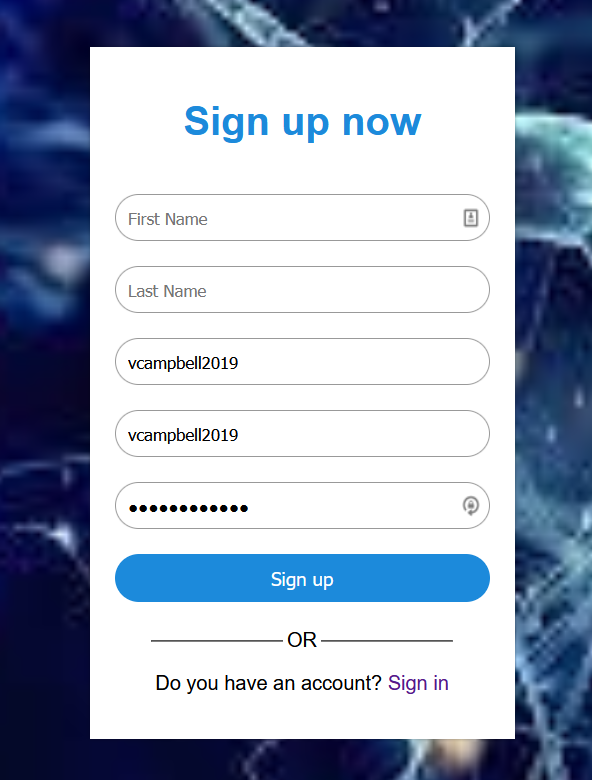 Sign up now
First Name
Last Name
vcampbell2019
vcampbell2019
••••••••••••
Sign up
OR
Do you have an account? Sign in